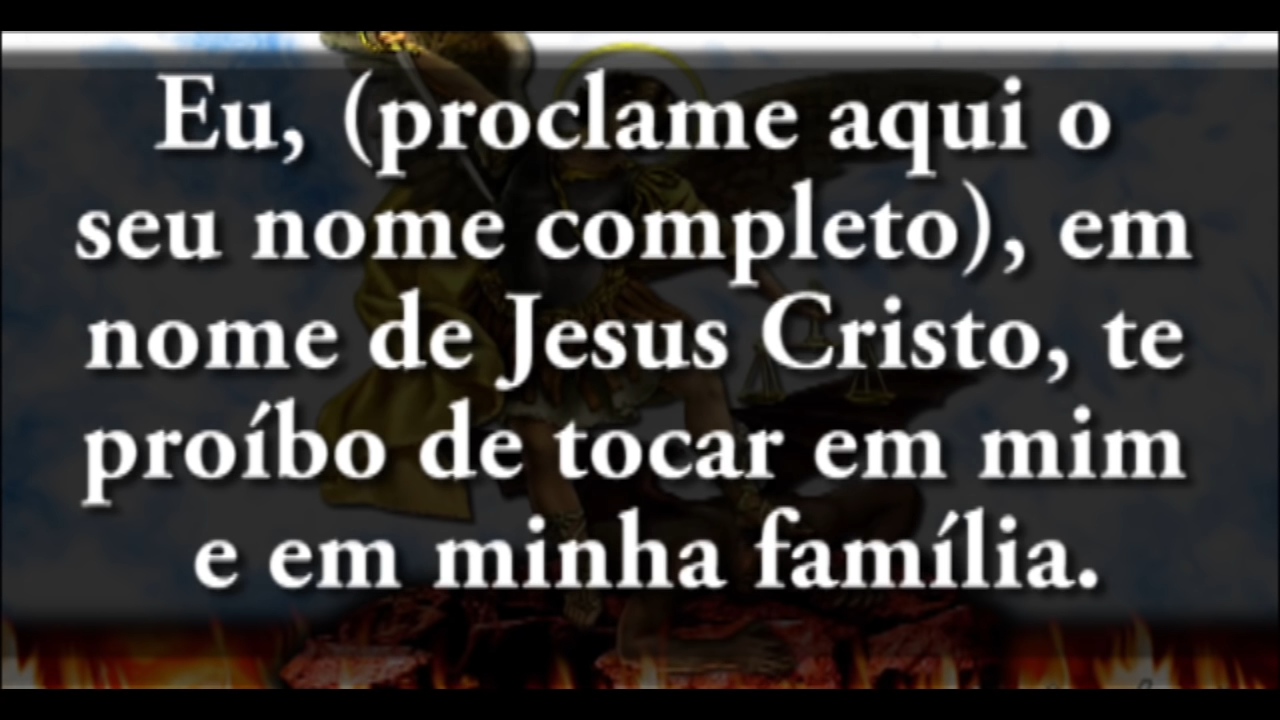 Eu, (proclame aqui o
seu nome completo), em
nome de Jesus Cristo, te
proíbo de tocar em mim
e em minha família.